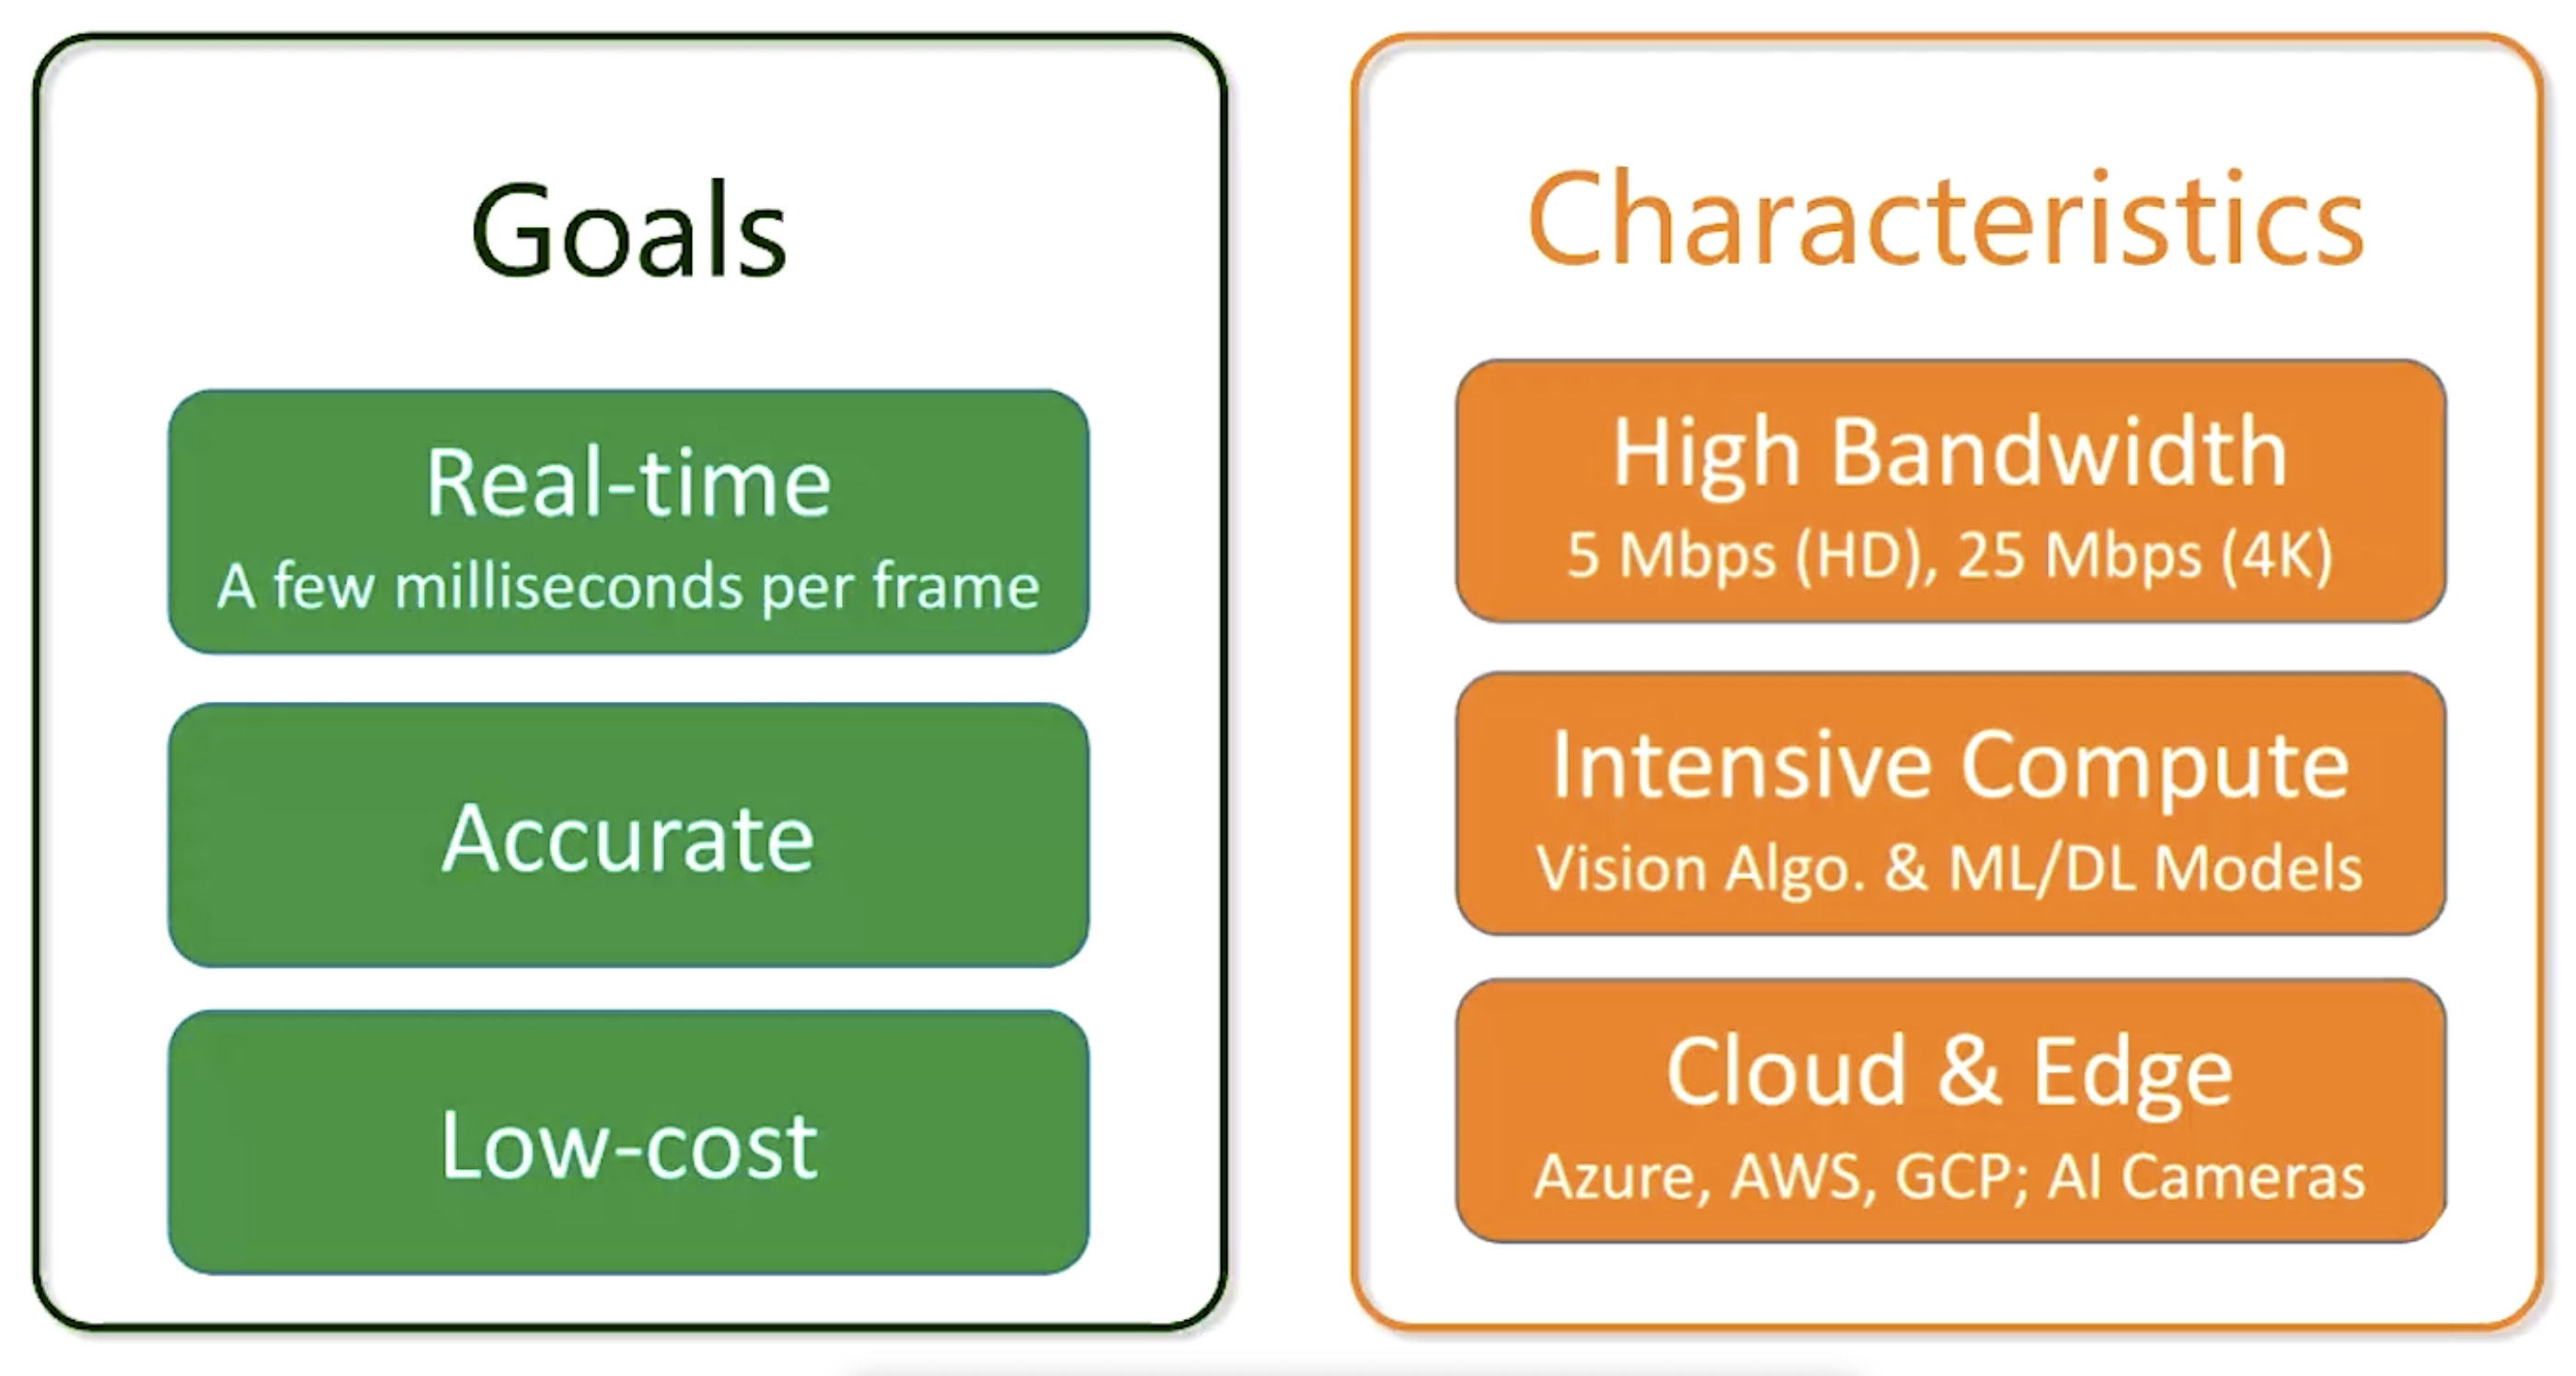 Goals
Real-time
A few milliseconds per frame
Accurate
Low-cost
Characteristics
High Bandwidth
5 Mbps (HD), 25 Mbps (4K)
Intensive Compute
Vision Algo. & ML/DL Models
Cloud & Edge
Azure, AWS, GCP; AI Cameras